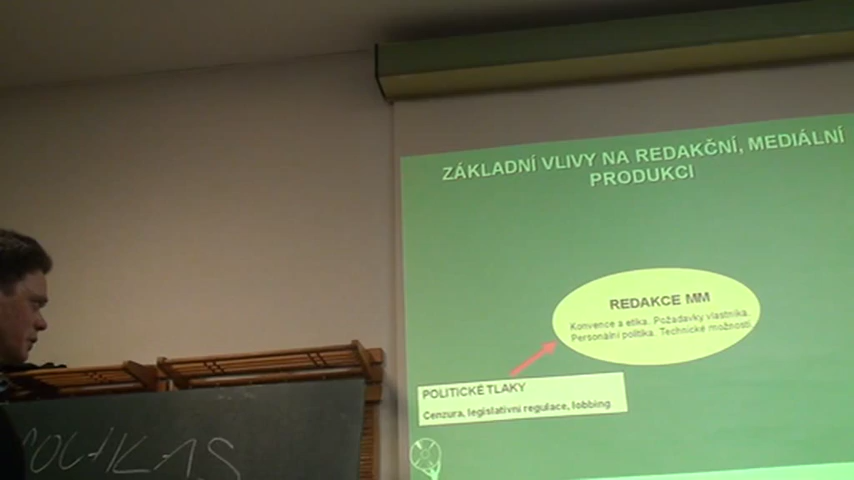 ZÁKLADNÍ VLIVY NA REDAKČNÍ, MEDIÁLNÍ
PRODUKCI
REDAKCE MM
Konvence a etika. Požadavky vlastníka.
Personální politika. Technické možnosti.
POLITICKÉ TLAKY
Cenzura, legislativní regulace, lobbing